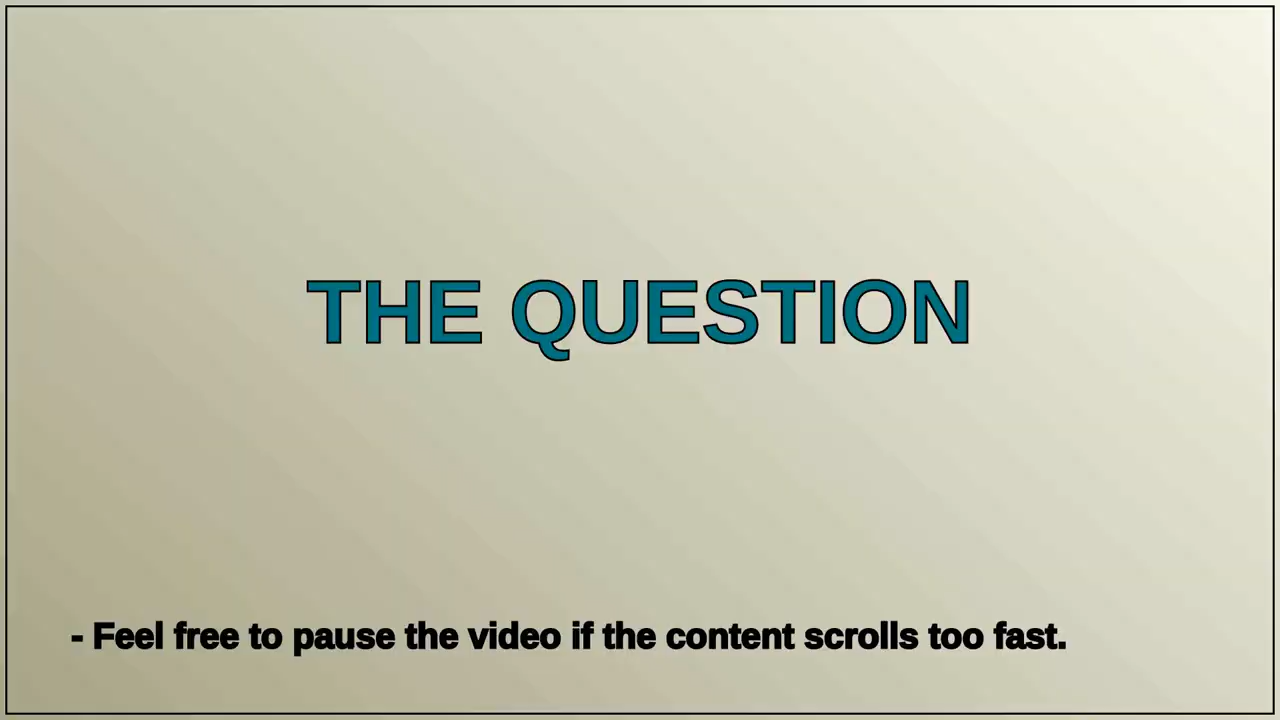 THE QUESTION
- Feel free to pause the video if the content scrolls too fast.